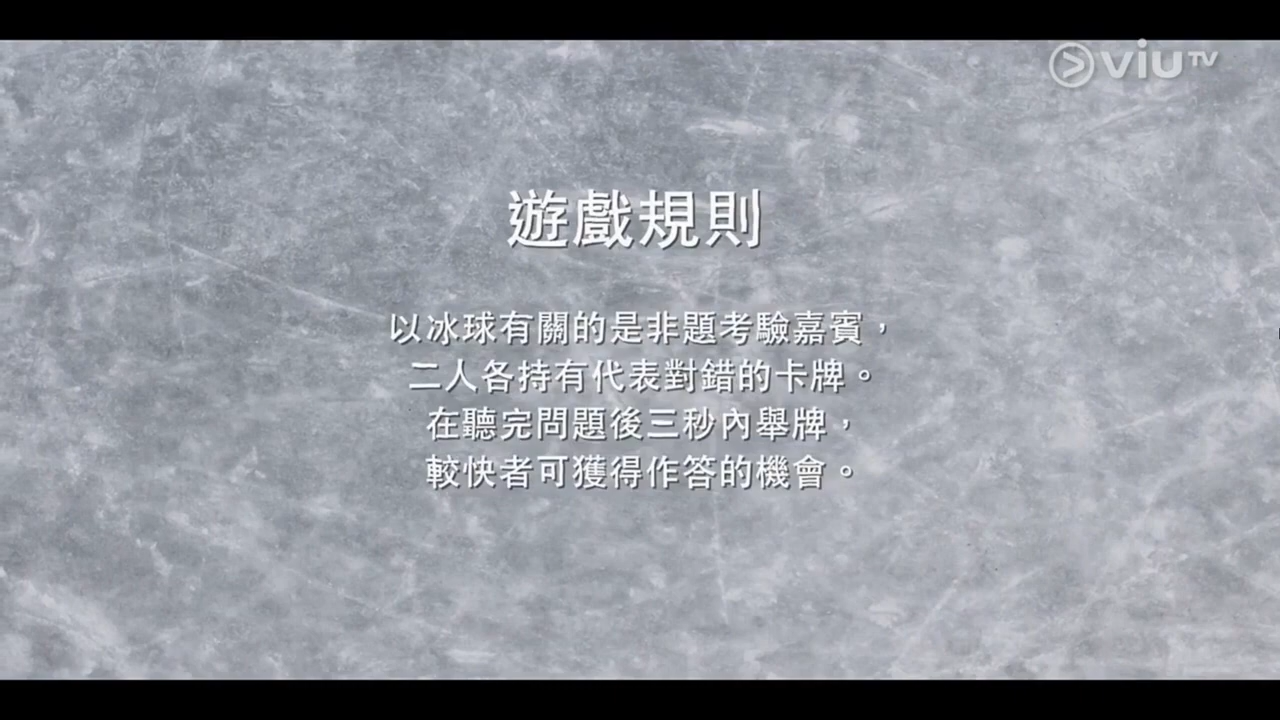 viuTV
遊戲規則
以冰球有關的是非題考驗嘉賓，
二人各持有代表對錯的卡牌。
在聽完問題後三秒內舉牌，
較快者可獲得作答的機會。